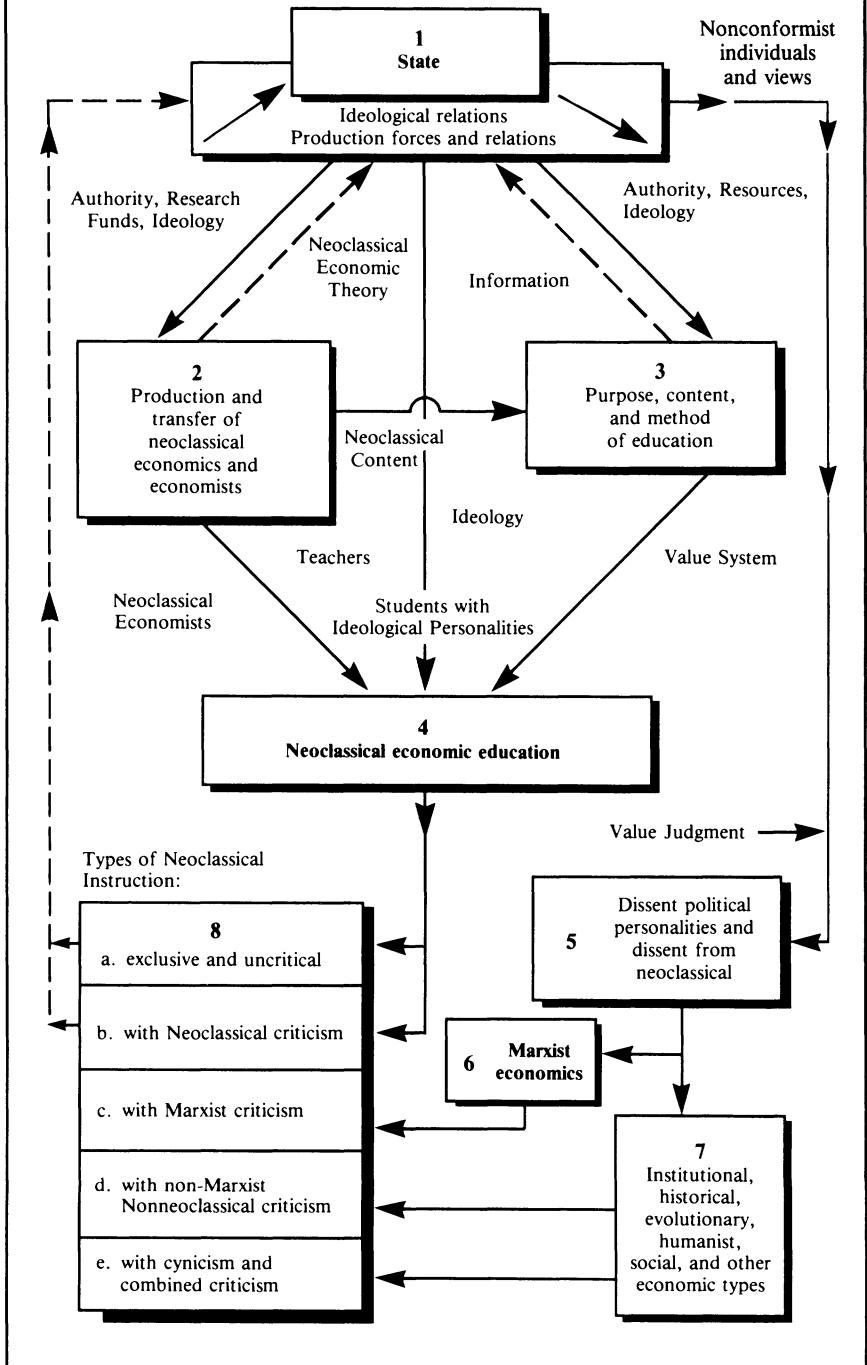 1
State
Nonconformist
individuals
and views
Ideological relations
Production forces and relations
Authority, Research
Funds, Ideology
Neoclassical
Economic
Theory
Information
Authority, Resources,
Ideology
2
Production and
transfer of
neoclassical
economics and
economists
3
Purpose, content,
and method
of education
Neoclassical
Content
Ideology
Teachers
Value System
Neoclassical
Economists
Students with
Ideological Personalities
4
Neoclassical economic education
Value Judgment
Types of Neoclassical
Instruction:
8
a. exclusive and uncritical
b. with Neoclassical criticism
c. with Marxist criticism
d. with non-Marxist
Nonneoclassical criticism
e. with cynicism and
combined criticism
5
Dissent political
personalities and
dissent from
neoclassical
6
Marxist
economics
7
Institutional,
historical,
evolutionary,
humanist,
social, and other
economic types